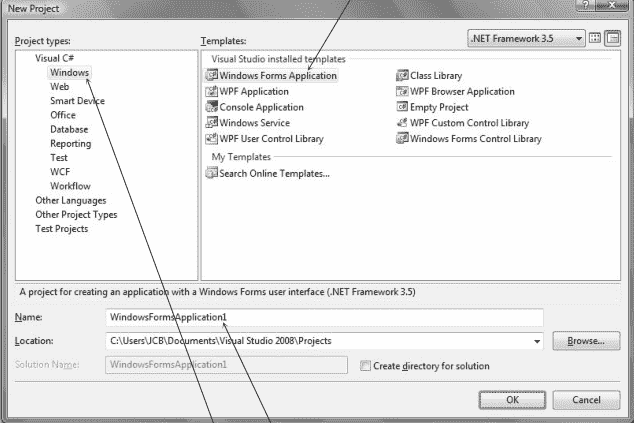 New Project
Project types:
Templates:
.NET Framework 3.5
Visual C#
Windows
Web
Smart Device
Office
Database
Reporting
Test
WCF
Workflow
Other Languages
Other Project Types
Test Projects
Visual Studio installed templates
Windows Forms Application
Class Library
WPF Application
WPF Browser Application
Console Application
Empty Project
Windows Service
WPF Custom Control Library
WPF User Control Library
Windows Forms Control Library
My Templates
Search Online Templates...
A project for creating an application with a Windows Forms user interface (.NET Framework 3.5)
Name:
WindowsFormsApplication1
Location:
C:\Users\JCB\Documents\Visual Studio 2008\Projects
Browse...
Solution Name:
WindowsFormsApplication1
Create directory for solution
OK
Cancel